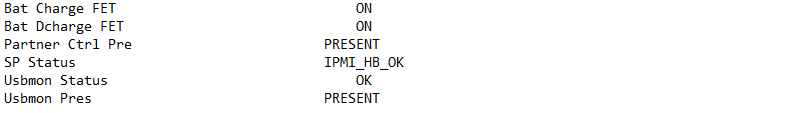 Bat Charge FET ON
Bat Dcharge FET ON
Partner Ctrl Pre PRESENT
SP Status IPMI_HB_OK
Usbmon Status OK
Usbmon Pres PRESENT